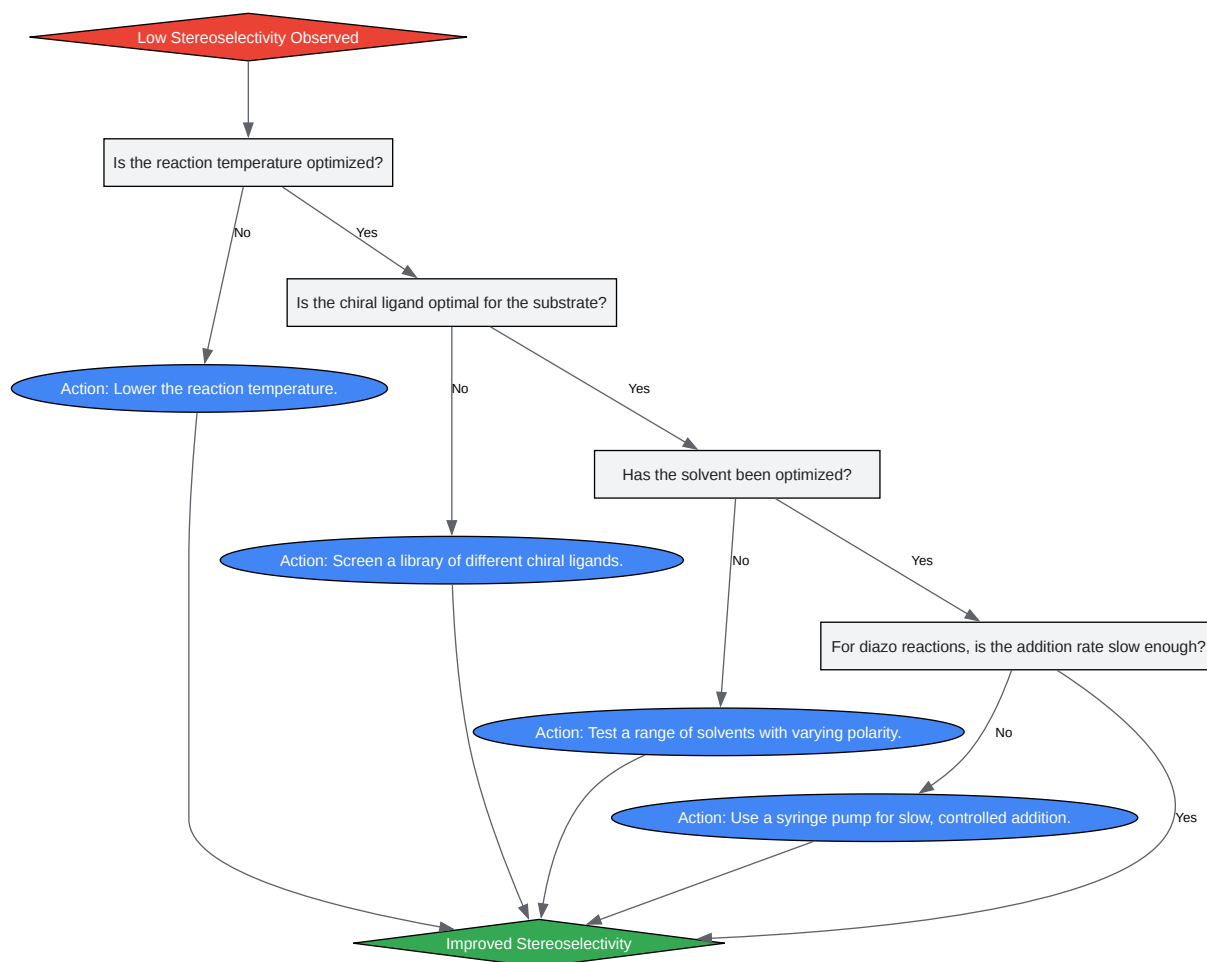 Low Stereoselectivity Observed
Is the reaction temperature optimized?
No
Yes
Is the chiral ligand optimal for the substrate?
Action: Lower the reaction temperature.
No
Yes
Has the solvent been optimized?
Action: Screen a library of different chiral ligands.
No
Yes
For diazo reactions, is the addition rate slow enough?
Action: Test a range of solvents with varying polarity.
No
Action: Use a syringe pump for slow, controlled addition.
Yes
Improved Stereoselectivity